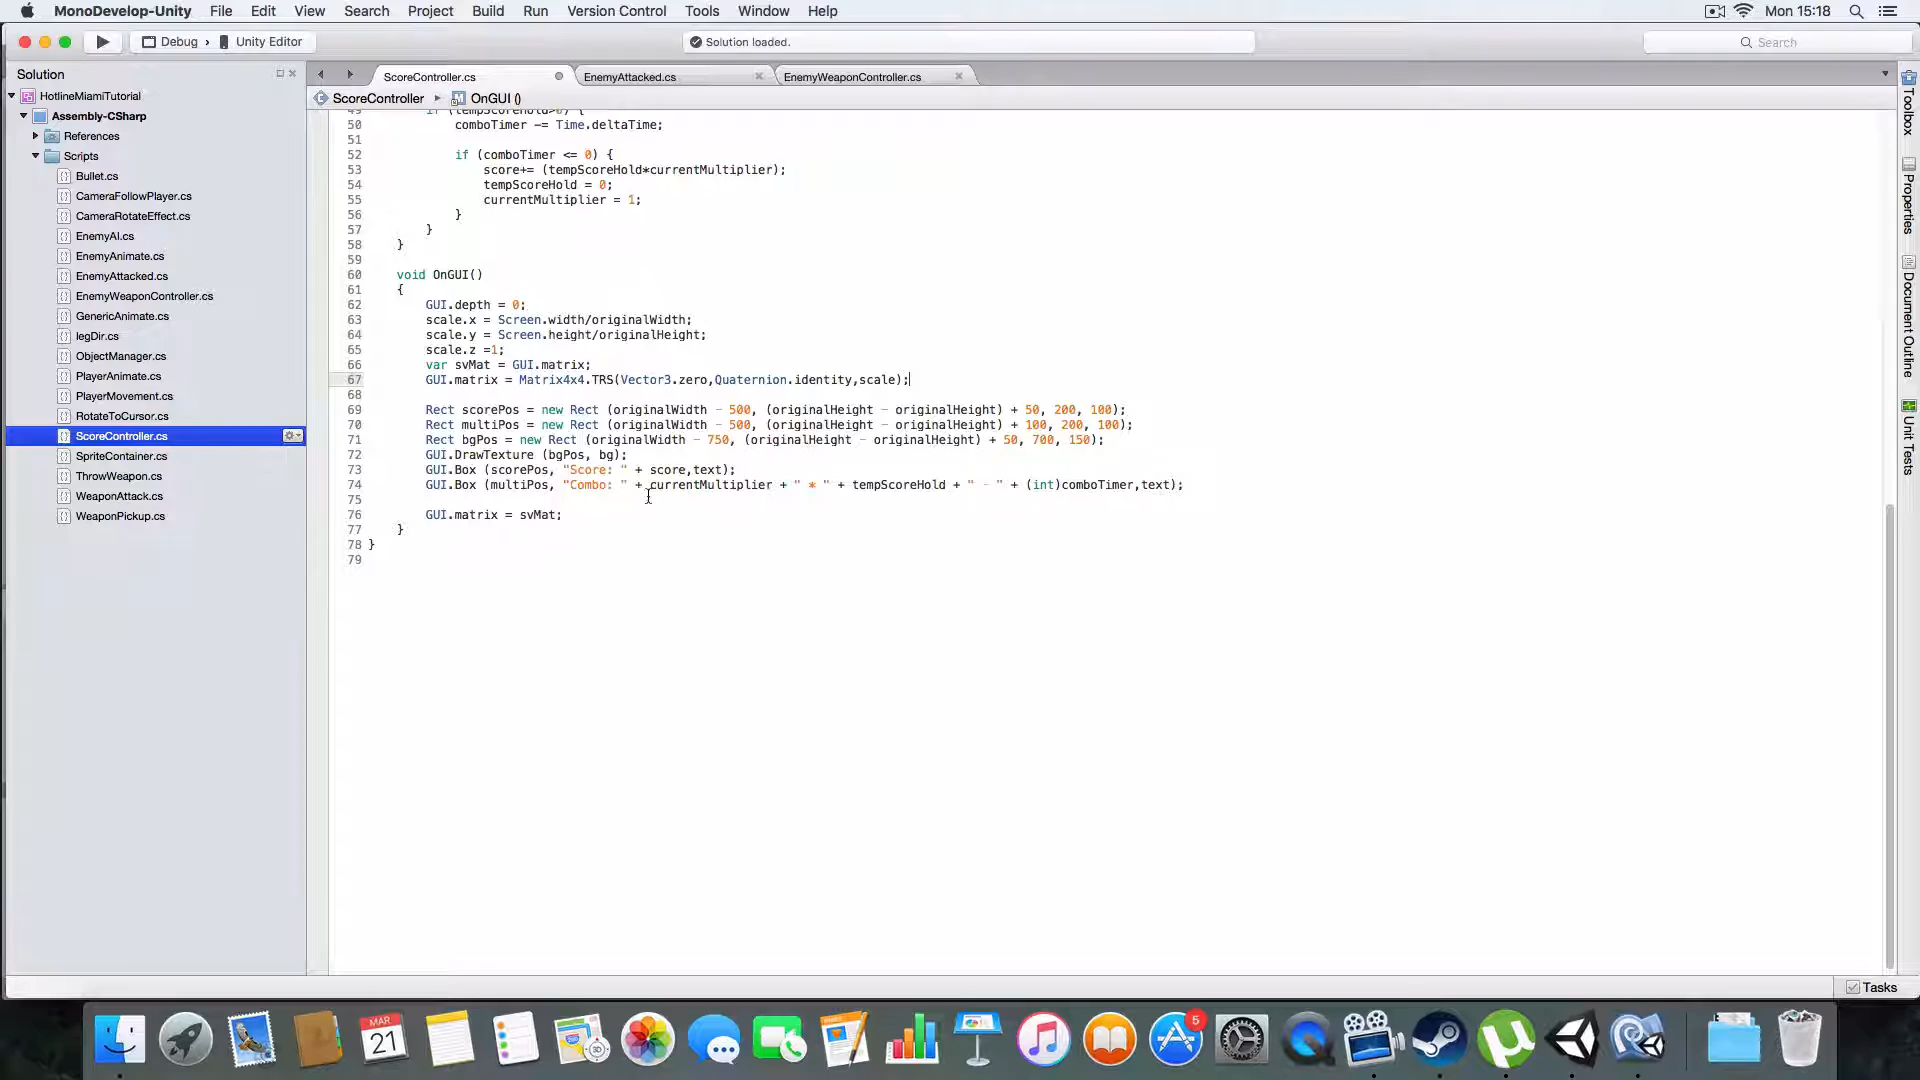 MonoDevelop-Unity File Edit View Search Project Build Run Version Control Tools Window Help Mon 15:18
Debug › Unity Editor Solution loaded. Search
Solution
HotlineMiamiTutorial
Assembly-CSharp
References
Scripts
Bullet.cs
CameraFollowPlayer.cs
CameraRotateEffect.cs
EnemyAI.cs
EnemyAnimate.cs
EnemyAttacked.cs
EnemyWeaponController.cs
GenericAnimate.cs
legDir.cs
ObjectManager.cs
PlayerAnimate.cs
PlayerMovement.cs
RotateToCursor.cs
ScoreController.cs
SpriteContainer.cs
ThrowWeapon.cs
WeaponAttack.cs
WeaponPickup.cs
ScoreController.cs EnemyAttacked.cs EnemyWeaponController.cs
ScoreController OnGUI ()
49 if (tempScoreHold>0) {
50 comboTimer -= Time.deltaTime;
51
52 if (comboTimer <= 0) {
53 score+= (tempScoreHold*currentMultiplier);
54 tempScoreHold = 0;
55 currentMultiplier = 1;
56 }
57 }
58 }
59
60 void OnGUI()
61 {
62 GUI.depth = 0;
63 scale.x = Screen.width/originalWidth;
64 scale.y = Screen.height/originalHeight;
65 scale.z =1;
66 var svMat = GUI.matrix;
67 GUI.matrix = Matrix4x4.TRS(Vector3.zero,Quaternion.identity,scale);
68
69 Rect scorePos = new Rect (originalWidth - 500, (originalHeight - originalHeight) + 50, 200, 100);
70 Rect multiPos = new Rect (originalWidth - 500, (originalHeight - originalHeight) + 100, 200, 100);
71 Rect bgPos = new Rect (originalWidth - 750, (originalHeight - originalHeight) + 50, 700, 150);
72 GUI.DrawTexture (bgPos, bg);
73 GUI.Box (scorePos, "Score: " + score,text);
74 GUI.Box (multiPos, "Combo: " + currentMultiplier + " * " + tempScoreHold + " - " + (int)comboTimer,text);
75
76 GUI.matrix = svMat;
77 }
78 }
79
Toolbox
Properties
Document Outline
Unit Tests
Tasks
MAR
21
5